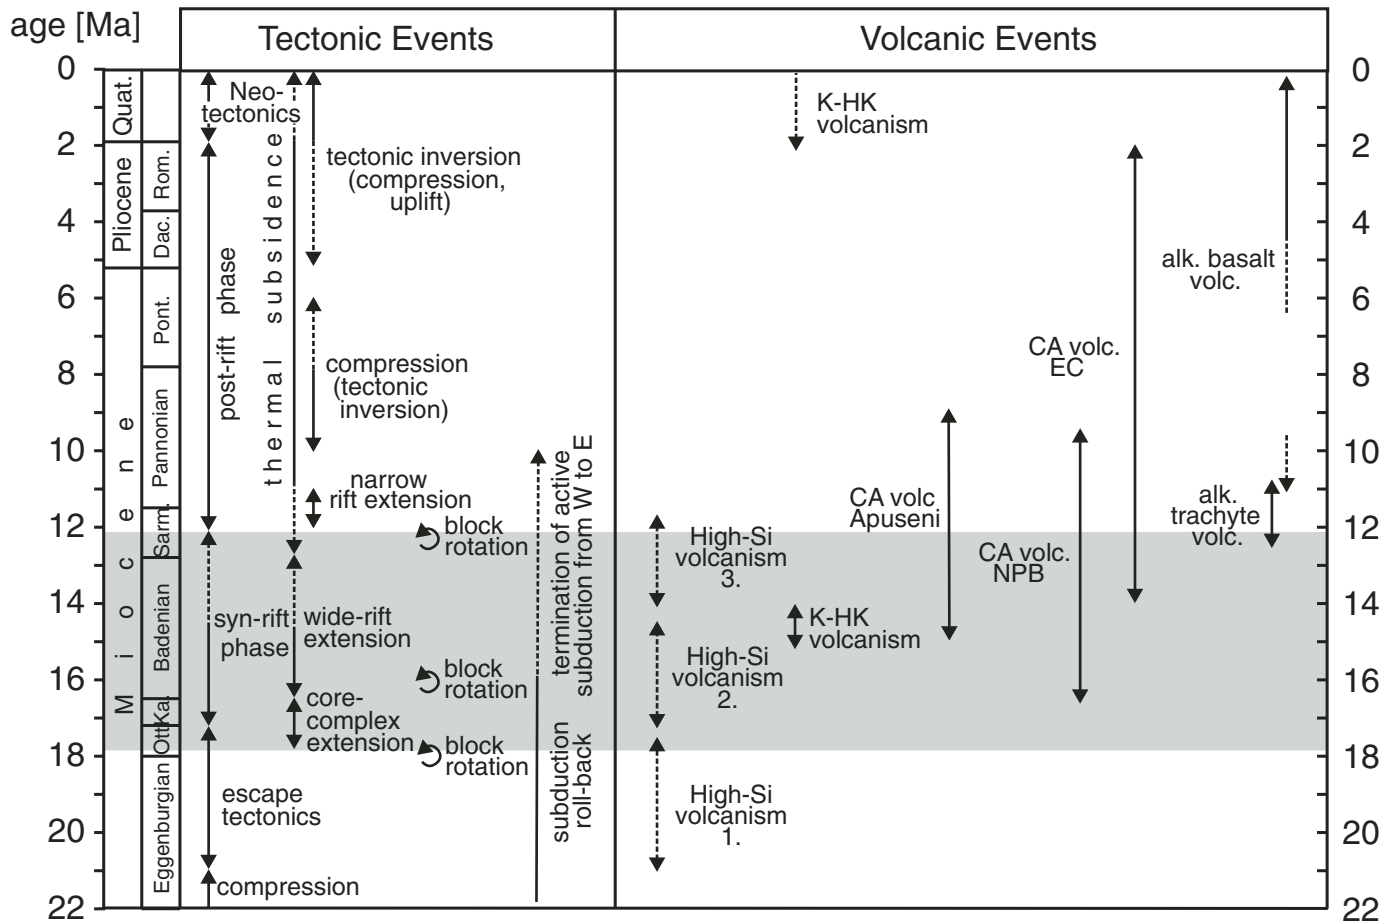 age [Ma]
Tectonic Events
Volcanic Events
0
2
4
6
8
10
12
14
16
18
20
22
Quat.
Pliocene
Miocene
Rom.
Dac.
Pont.
Pannonian
Sarm.
Badenian
Ka.
Ott.
Eggenburgian
Neo-
tectonics
post-rift phase
syn-rift
phase
escape
tectonics
compression
thermal subsidence
tectonic inversion
(compression,
uplift)
compression
(tectonic
inversion)
narrow
rift extension
wide-rift
extension
core-
complex
extension
block
rotation
block
rotation
block
rotation
termination of active
subduction from W to E
subduction
roll-back
High-Si
volcanism
3.
High-Si
volcanism
2.
High-Si
volcanism
1.
K-HK
volcanism
K-HK
volcanism
CA volc
Apuseni
CA volc.
NPB
CA volc.
EC
alk. basalt
volc.
alk.
trachyte
volc.
0
2
4
6
8
10
12
14
16
18
20
22